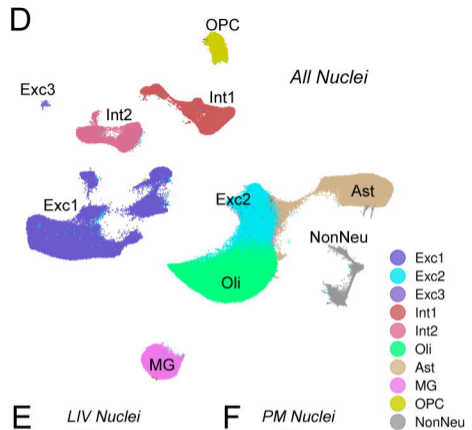 D
OPC
All Nuclei
Exc3
Int1
Int2
Exc1
Exc2
Ast
NonNeu
Oli
MG
Exc1
Exc2
Exc3
Int1
Int2
Oli
Ast
MG
OPC
NonNeu
E LIV Nuclei F PM Nuclei